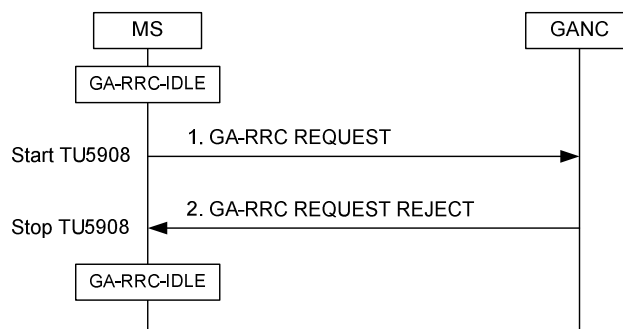 MS
GANC
GA-RRC-IDLE
1. GA-RRC REQUEST
Start TU5908
2. GA-RRC REQUEST REJECT
Stop TU5908
GA-RRC-IDLE